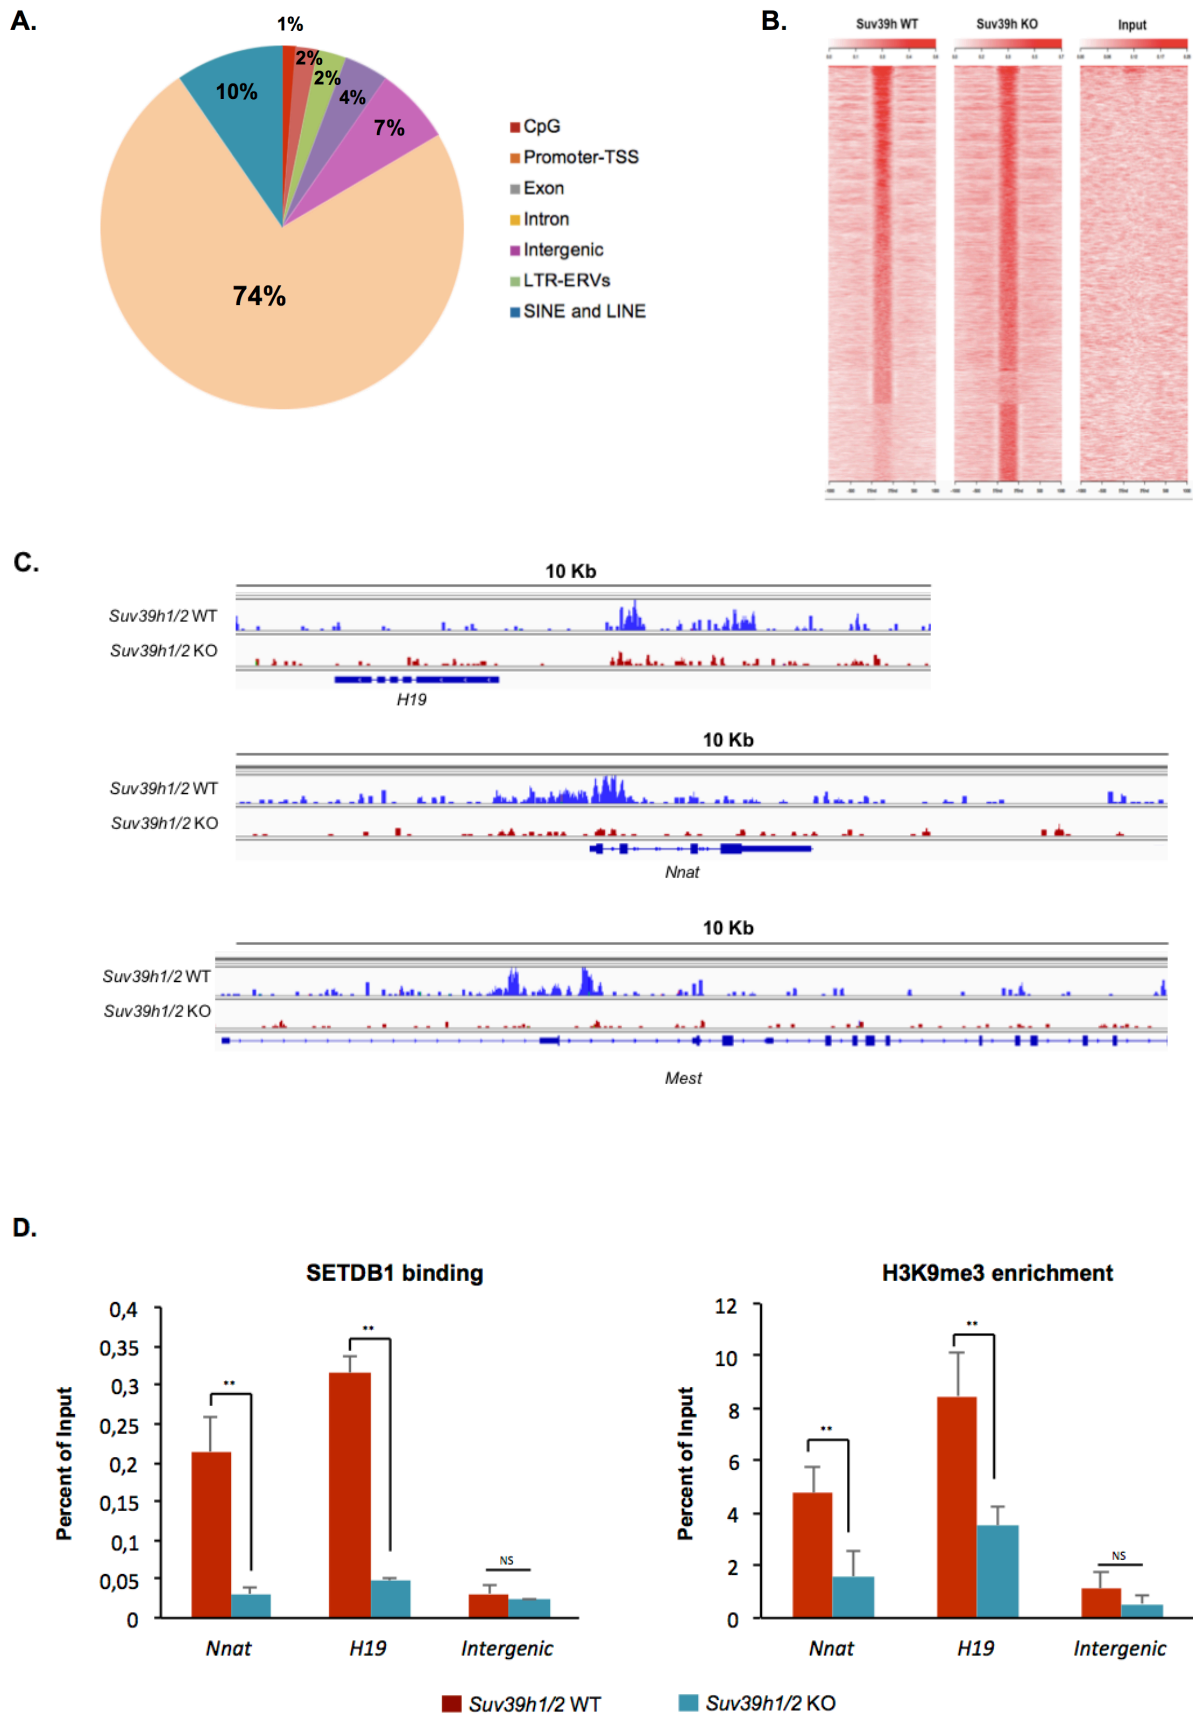 A.
1%
2%
2%
4%
7%
10%
74%
CpG
Promoter-TSS
Exon
Intron
Intergenic
LTR-ERVs
SINE and LINE
B.
Suv39h WT
Suv39h KO
Input
C.
10 Kb
Suv39h1/2 WT
Suv39h1/2 KO
H19
10 Kb
Suv39h1/2 WT
Suv39h1/2 KO
Nnat
10 Kb
Suv39h1/2 WT
Suv39h1/2 KO
Mest
D.
SETDB1 binding
Percent of Input
0,4
0,35
0,3
0,25
0,2
0,15
0,1
0,05
0
**
**
NS
Nnat H19 Intergenic
H3K9me3 enrichment
Percent of Input
12
10
8
6
4
2
0
**
**
NS
Nnat H19 Intergenic
Suv39h1/2 WT Suv39h1/2 KO